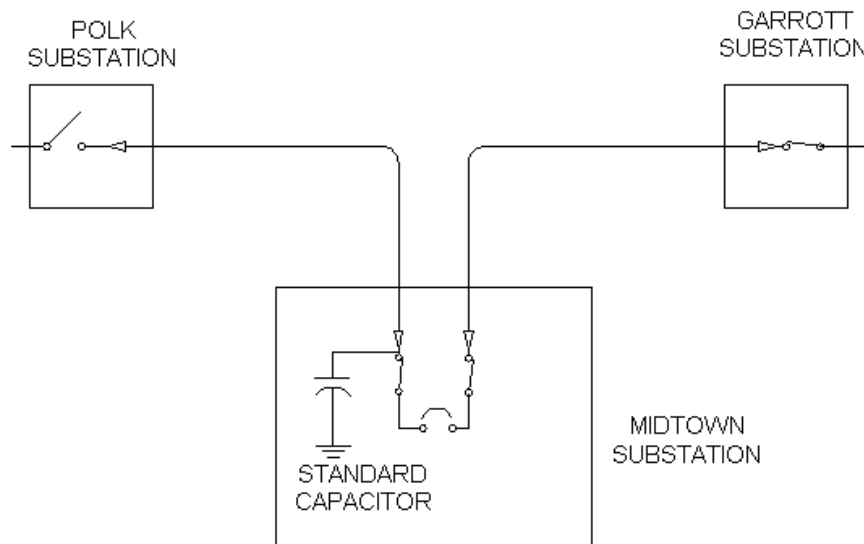 POLK
SUBSTATION
GARROTT
SUBSTATION
MIDTOWN
SUBSTATION
STANDARD
CAPACITOR